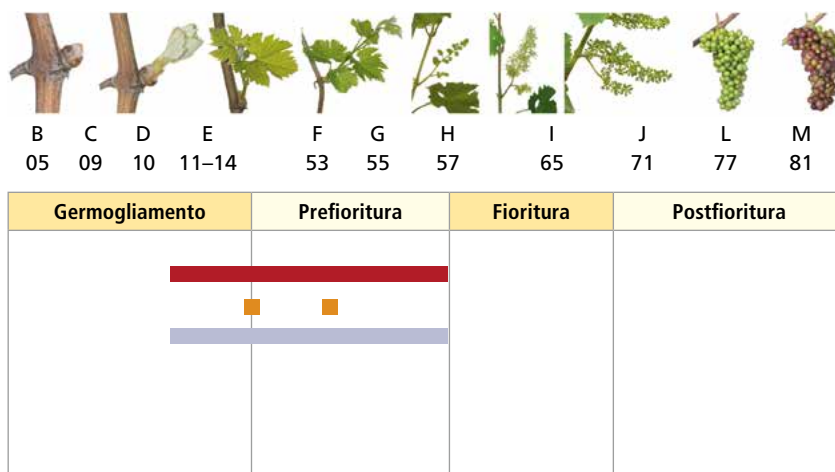 B C D E F G H I J L M
05 09 10 11–14 53 55 57 65 71 77 81
Germogliamento Prefioritura Fioritura Postfioritura